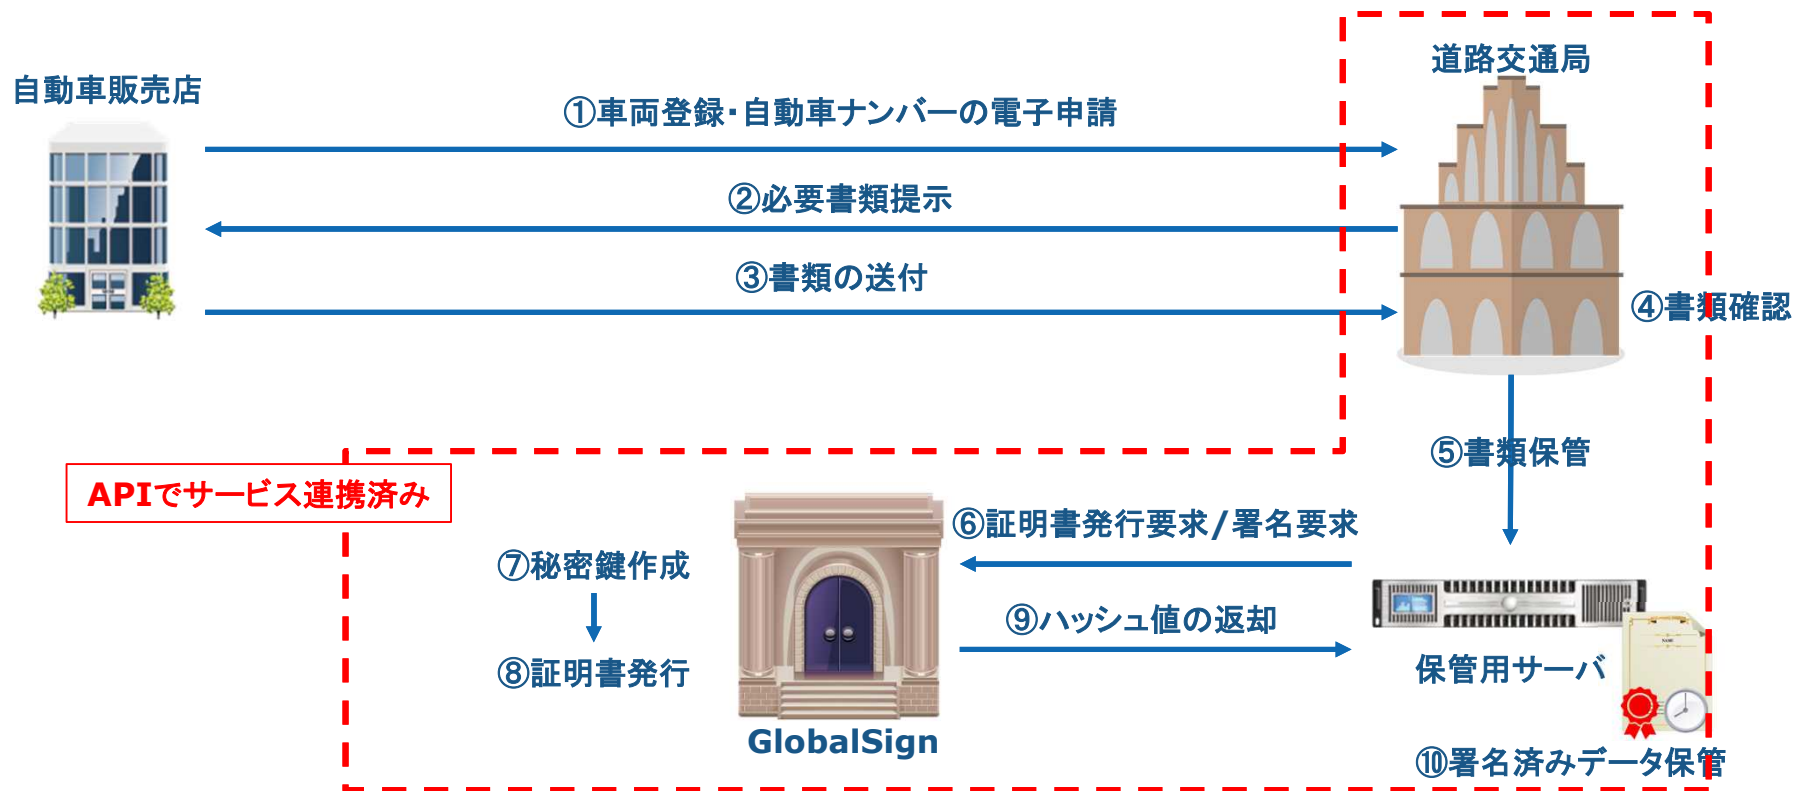 道路交通局
自動車販売店
①車両登録・自動車ナンバーの電子申請
②必要書類提示
③書類の送付
④書類確認
⑤書類保管
APIでサービス連携済み
⑥証明書発行要求/署名要求
⑦秘密鍵作成
⑨ハッシュ値の返却
⑧証明書発行
保管用サーバ
GlobalSign
⑩署名済みデータ保管